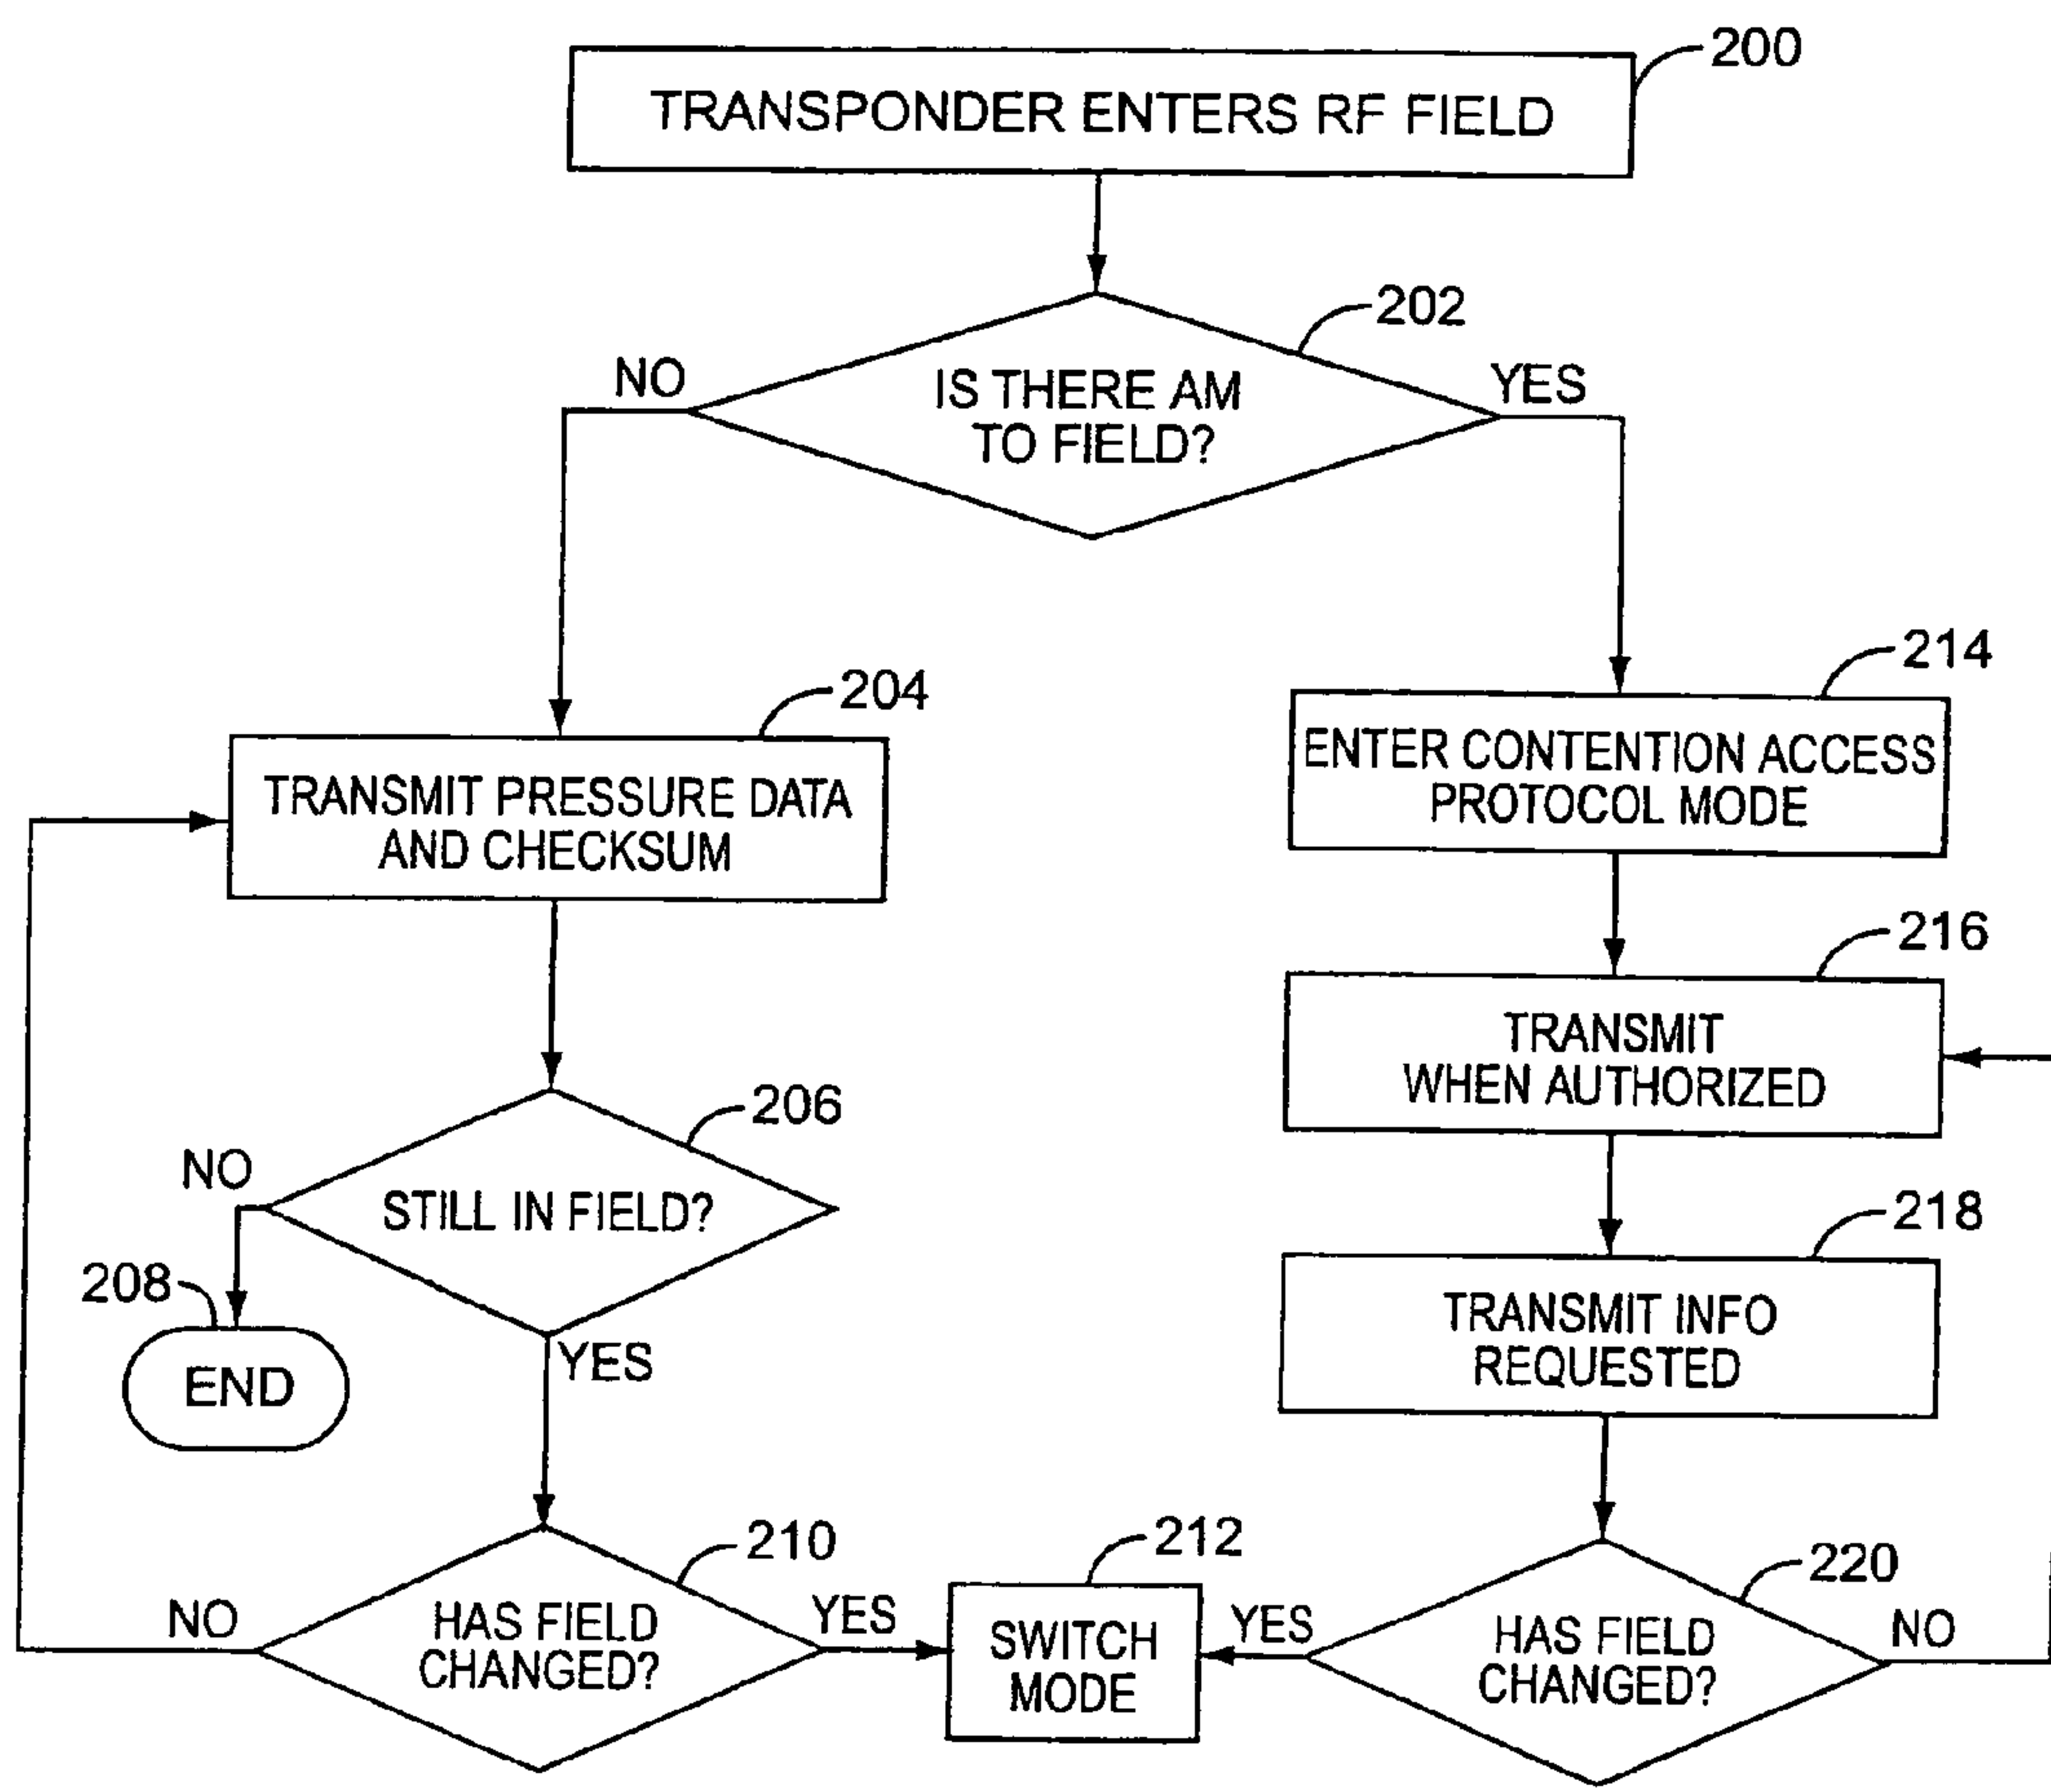 200
TRANSPONDER ENTERS RF FIELD
202
NO
IS THERE AM
TO FIELD?
YES
204
TRANSMIT PRESSURE DATA
AND CHECKSUM
214
ENTER CONTENTION ACCESS
PROTOCOL MODE
216
TRANSMIT
WHEN AUTHORIZED
206
NO
STILL IN FIELD?
YES
208
END
218
TRANSMIT INFO
REQUESTED
210
NO
HAS FIELD
CHANGED?
YES
212
SWITCH
MODE
220
YES
HAS FIELD
CHANGED?
NO